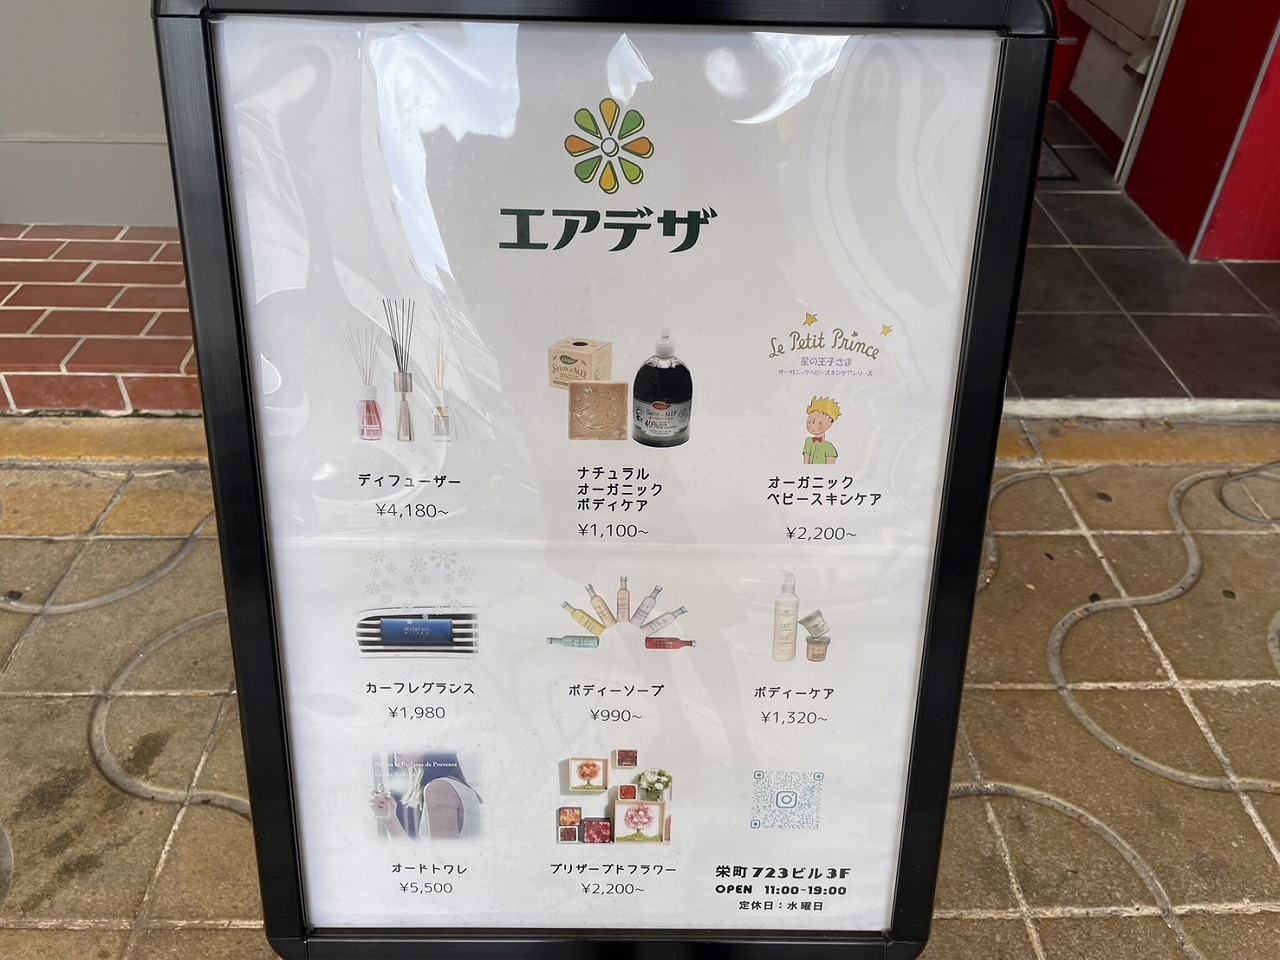 エアデザ
Le Petit Prince
星の王子さま
オーガニックベビースキンケアシリーズ
SAVON D'ALEP
40%
ディフューザー
¥4,180~
ナチュラル
オーガニック
ボディケア
¥1,100~
オーガニック
ベビースキンケア
¥2,200~
Millefiori
MILANO
カーフレグランス
¥1,980
ボディーソープ
¥990~
ボディーケア
¥1,320~
オードトワレ
¥5,500
プリザーブドフラワー
¥2,200~
栄町723ビル3F
OPEN 11:00~19:00
定休日:水曜日